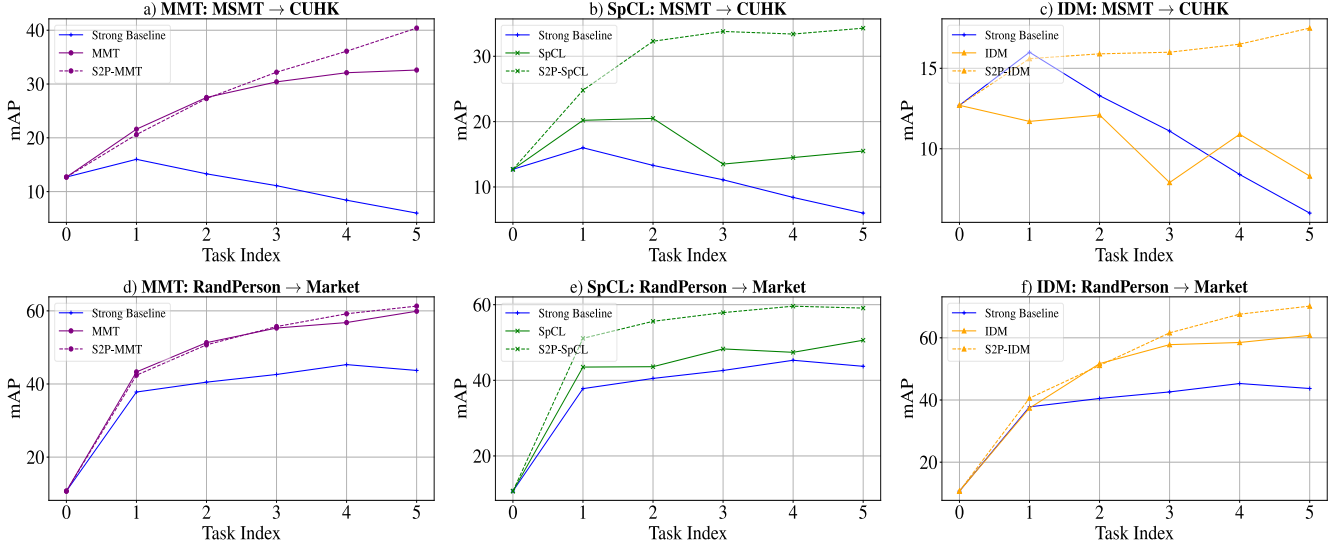 a) MMT: MSMT → CUHK
40
30
20
10
mAP
Strong Baseline
MMT
S2P-MMT
0 1 2 3 4 5
Task Index
b) SpCL: MSMT → CUHK
30
20
10
mAP
Strong Baseline
SpCL
S2P-SpCL
0 1 2 3 4 5
Task Index
c) IDM: MSMT → CUHK
15
10
mAP
Strong Baseline
IDM
S2P-IDM
0 1 2 3 4 5
Task Index
d) MMT: RandPerson → Market
60
40
20
mAP
Strong Baseline
MMT
S2P-MMT
0 1 2 3 4 5
Task Index
e) SpCL: RandPerson → Market
60
40
20
mAP
Strong Baseline
SpCL
S2P-SpCL
0 1 2 3 4 5
Task Index
f) IDM: RandPerson → Market
60
40
20
mAP
Strong Baseline
IDM
S2P-IDM
0 1 2 3 4 5
Task Index